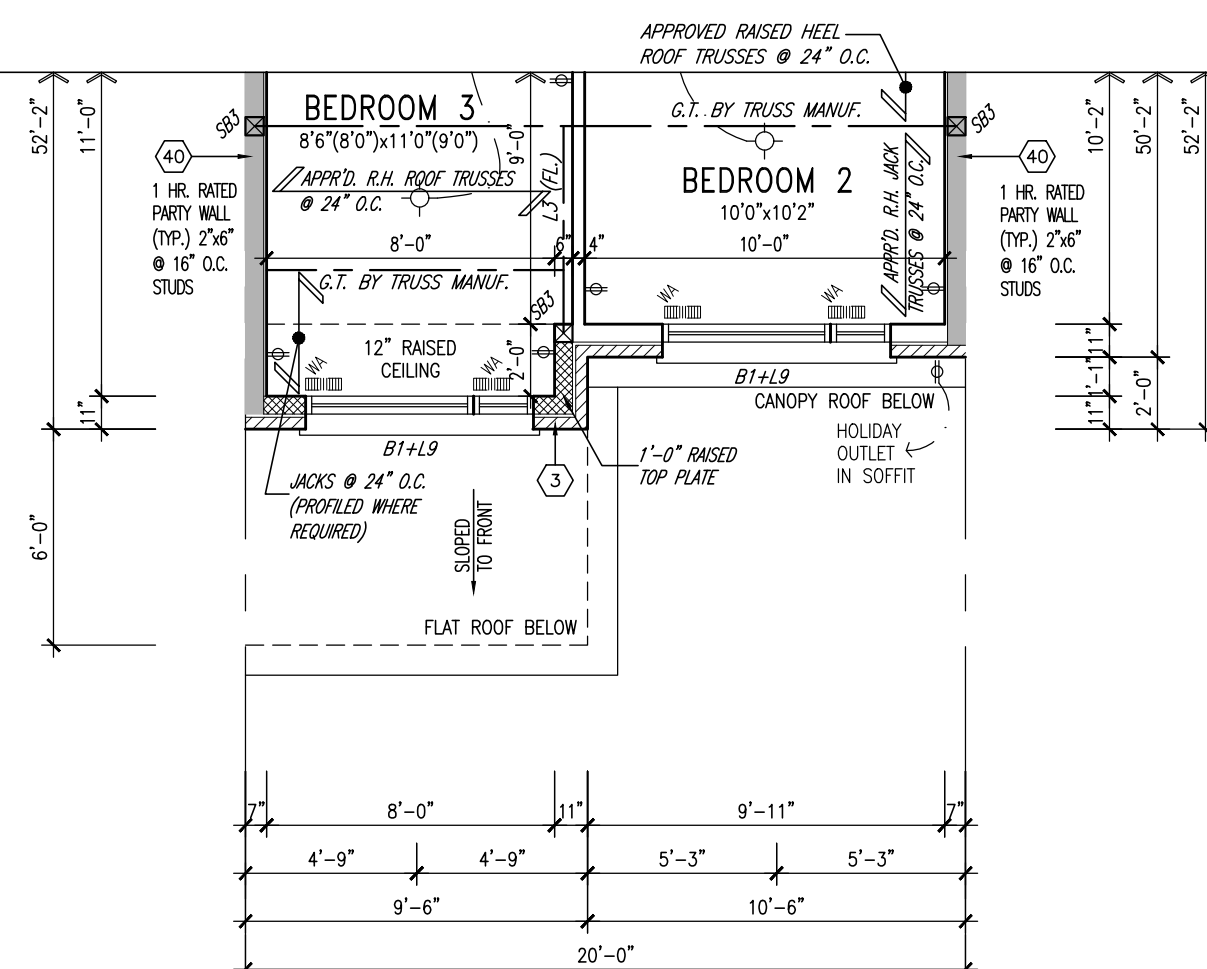 APPROVED RAISED HEEL
ROOF TRUSSES @ 24" O.C.
52'-2"
11'-0"
SB3
BEDROOM 3
8'6"(8'0")x11'0"(9'0")
9'-0"
G.T. BY TRUSS MANUF.
SB3
10'-2"
50'-2"
52'-2"
40
1 HR. RATED
PARTY WALL
(TYP.) 2"x6"
@ 16" O.C.
STUDS
APPR'D. R.H. ROOF TRUSSES
@ 24" O.C.
L3 (FL.)
BEDROOM 2
10'0"x10'2"
APPR'D. R.H. JACK
TRUSSES @ 24" O.C.
40
1 HR. RATED
PARTY WALL
(TYP.) 2"x6"
@ 16" O.C.
STUDS
8'-0"
6"
4"
10'-0"
G.T. BY TRUSS MANUF.
SB3
WA
WA
12" RAISED
CEILING
2'-0"
WA
WA
B1+L9
CANOPY ROOF BELOW
11"
11"
1'-1"
11"
2'-0"
B1+L9
1'-0" RAISED
TOP PLATE
HOLIDAY
OUTLET
IN SOFFIT
3
JACKS @ 24" O.C.
(PROFILED WHERE
REQUIRED)
SLOPED
TO FRONT
6'-0"
FLAT ROOF BELOW
7"
8'-0"
11"
9'-11"
7"
4'-9"
4'-9"
5'-3"
5'-3"
9'-6"
10'-6"
20'-0"